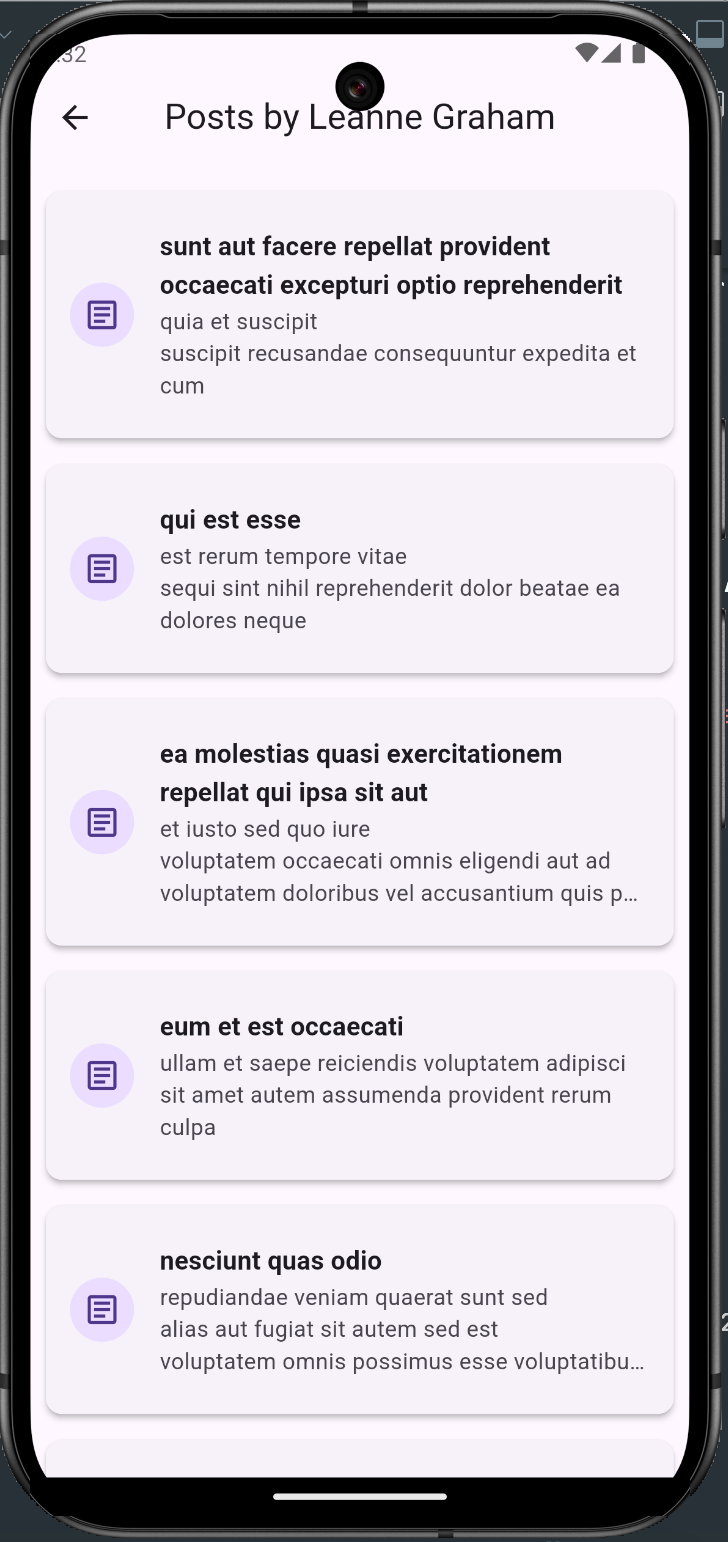 :32
Posts by Leanne Graham
sunt aut facere repellat provident
occaecati excepturi optio reprehenderit
quia et suscipit
suscipit recusandae consequuntur expedita et
cum
qui est esse
est rerum tempore vitae
sequi sint nihil reprehenderit dolor beatae ea
dolores neque
ea molestias quasi exercitationem
repellat qui ipsa sit aut
et iusto sed quo iure
voluptatem occaecati omnis eligendi aut ad
voluptatem doloribus vel accusantium quis p…
eum et est occaecati
ullam et saepe reiciendis voluptatem adipisci
sit amet autem assumenda provident rerum
culpa
nesciunt quas odio
repudiandae veniam quaerat sunt sed
alias aut fugiat sit autem sed est
voluptatem omnis possimus esse voluptatibu…